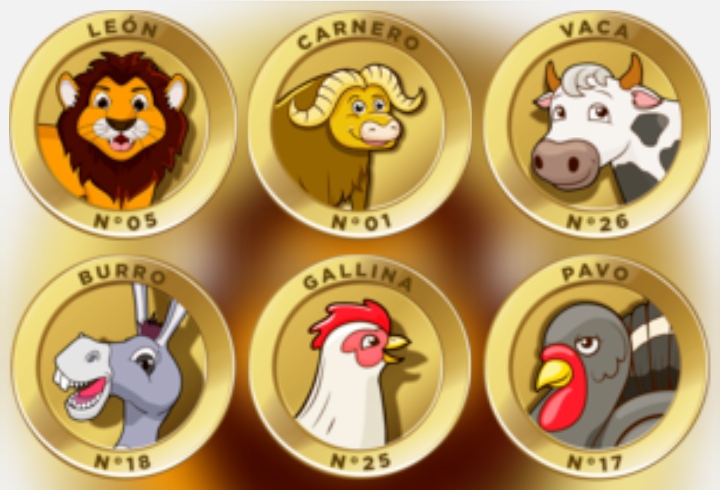 LEÓN
N°05
CARNERO
N°01
VACA
N°26
BURRO
N°18
GALLINA
N°25
PAVO
N°17